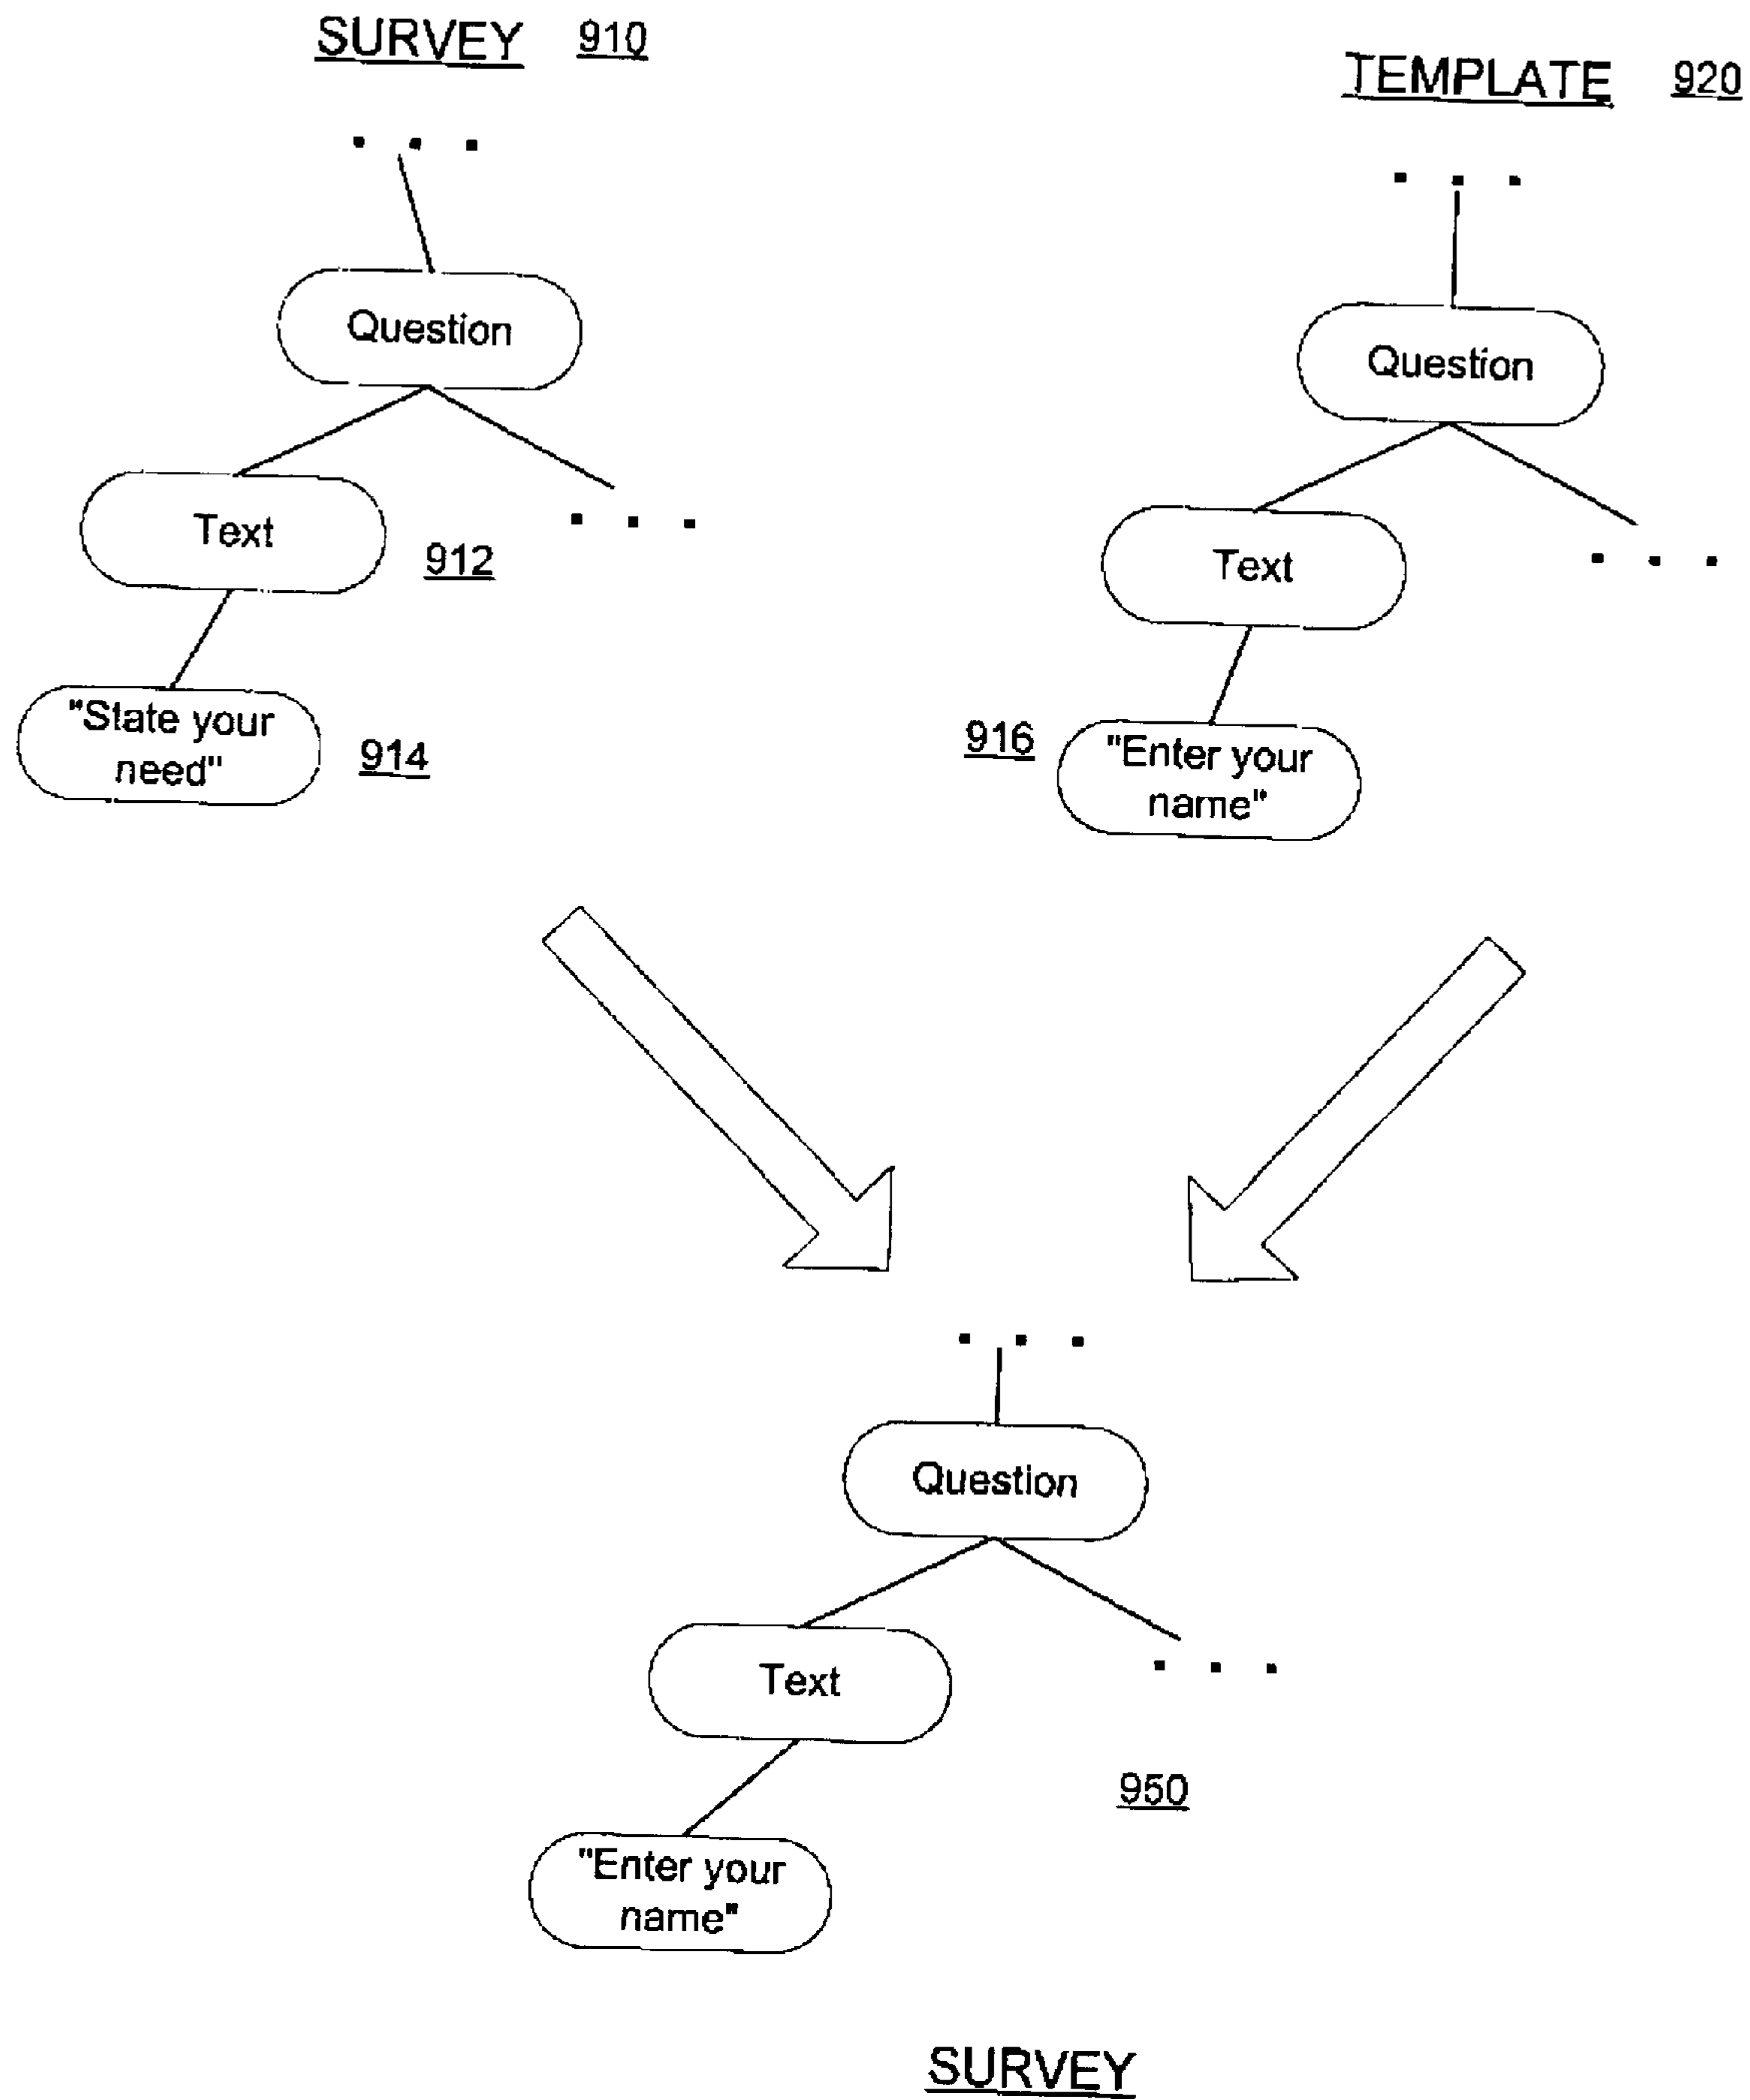 SURVEY 910
TEMPLATE 920
Question
Question
Text
912
Text
"State your
need"
914
916
"Enter your
name"
Question
Text
950
"Enter your
name"
SURVEY